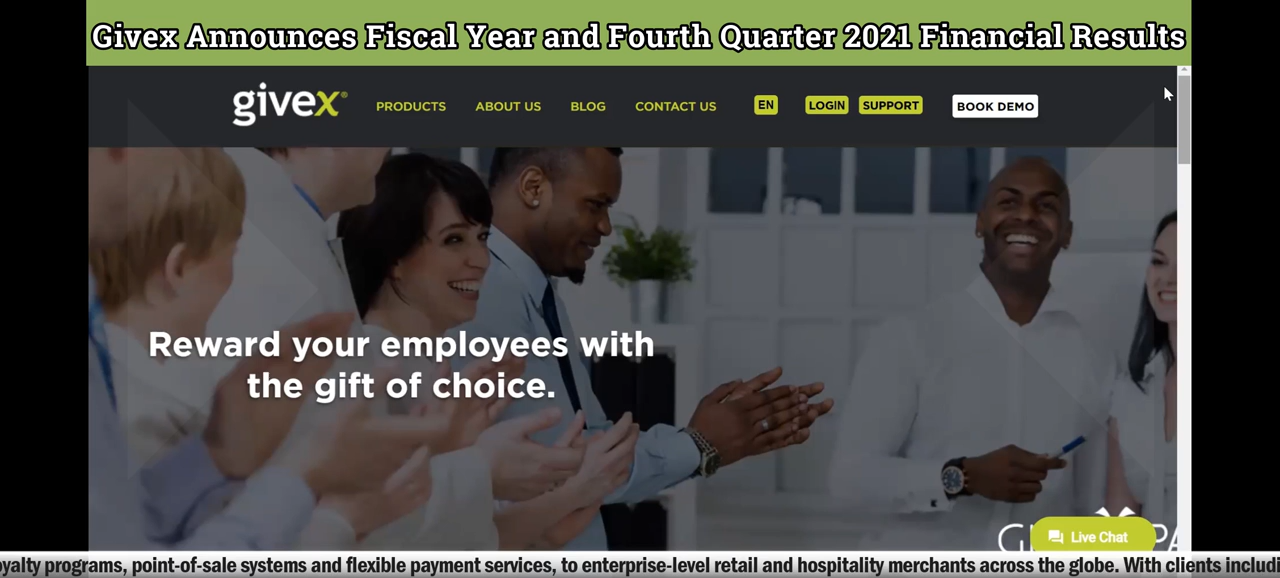 Givex Announces Fiscal Year and Fourth Quarter 2021 Financial Results
givex
PRODUCTS ABOUT US BLOG CONTACT US EN LOGIN SUPPORT BOOK DEMO
Reward your employees with
the gift of choice.
Live Chat
programs, point-of-sale systems and flexible payment services, to enterprise-level retail and hospitality merchants across the globe. With clients